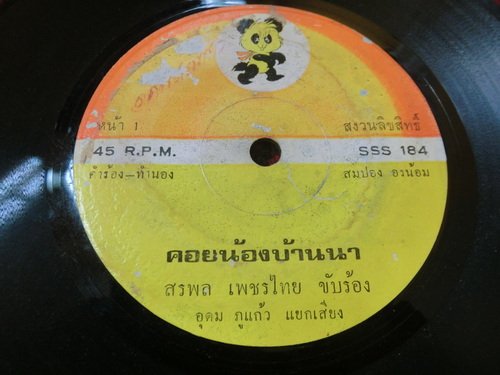 หน้า 1 สงวนลิขสิทธิ์
45 R.P.M. SSS 184
คำร้อง-ทำนอง สมปอง อวน้อม
คอยน้องบ้านนา
สรพล เพชรไทย ขับร้อง
อุดม ภูแก้ว แยกเสียง